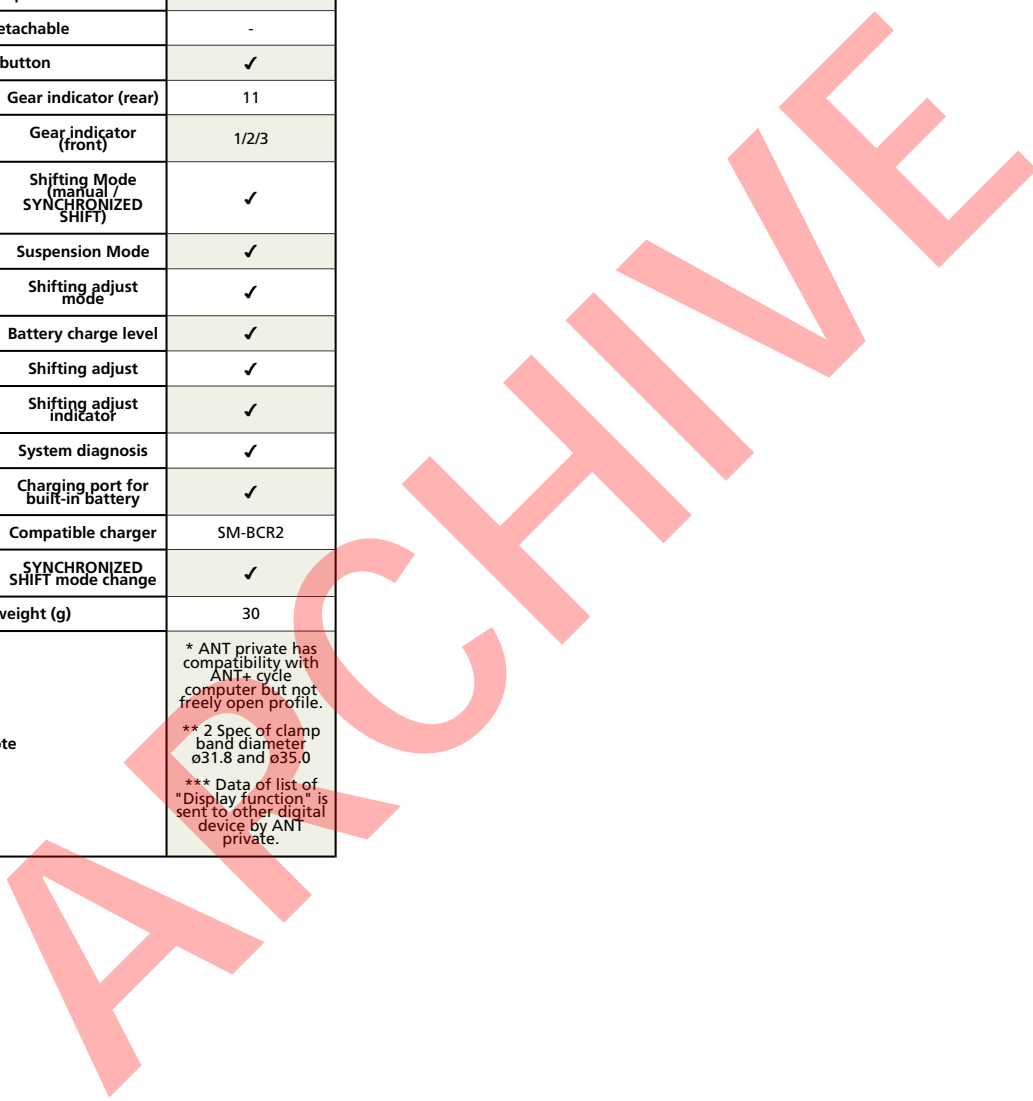 etachable -
button ✓
Gear indicator (rear) 11
Gear indicator
(front) 1/2/3
Shifting Mode
(manual /
SYNCHRONIZED
SHIFT) ✓
Suspension Mode ✓
Shifting adjust
mode ✓
Battery charge level ✓
Shifting adjust ✓
Shifting adjust
indicator ✓
System diagnosis ✓
Charging port for
built-in battery ✓
Compatible charger SM-BCR2
SYNCHRONIZED
SHIFT mode change ✓
weight (g) 30
ote
* ANT private has
compatibility with
ANT+ cycle
computer but not
freely open profile.
** 2 Spec of clamp
band diameter
ø31.8 and ø35.0
*** Data of list of
"Display function" is
sent to other digital
device by ANT
private.
ARCHIVE